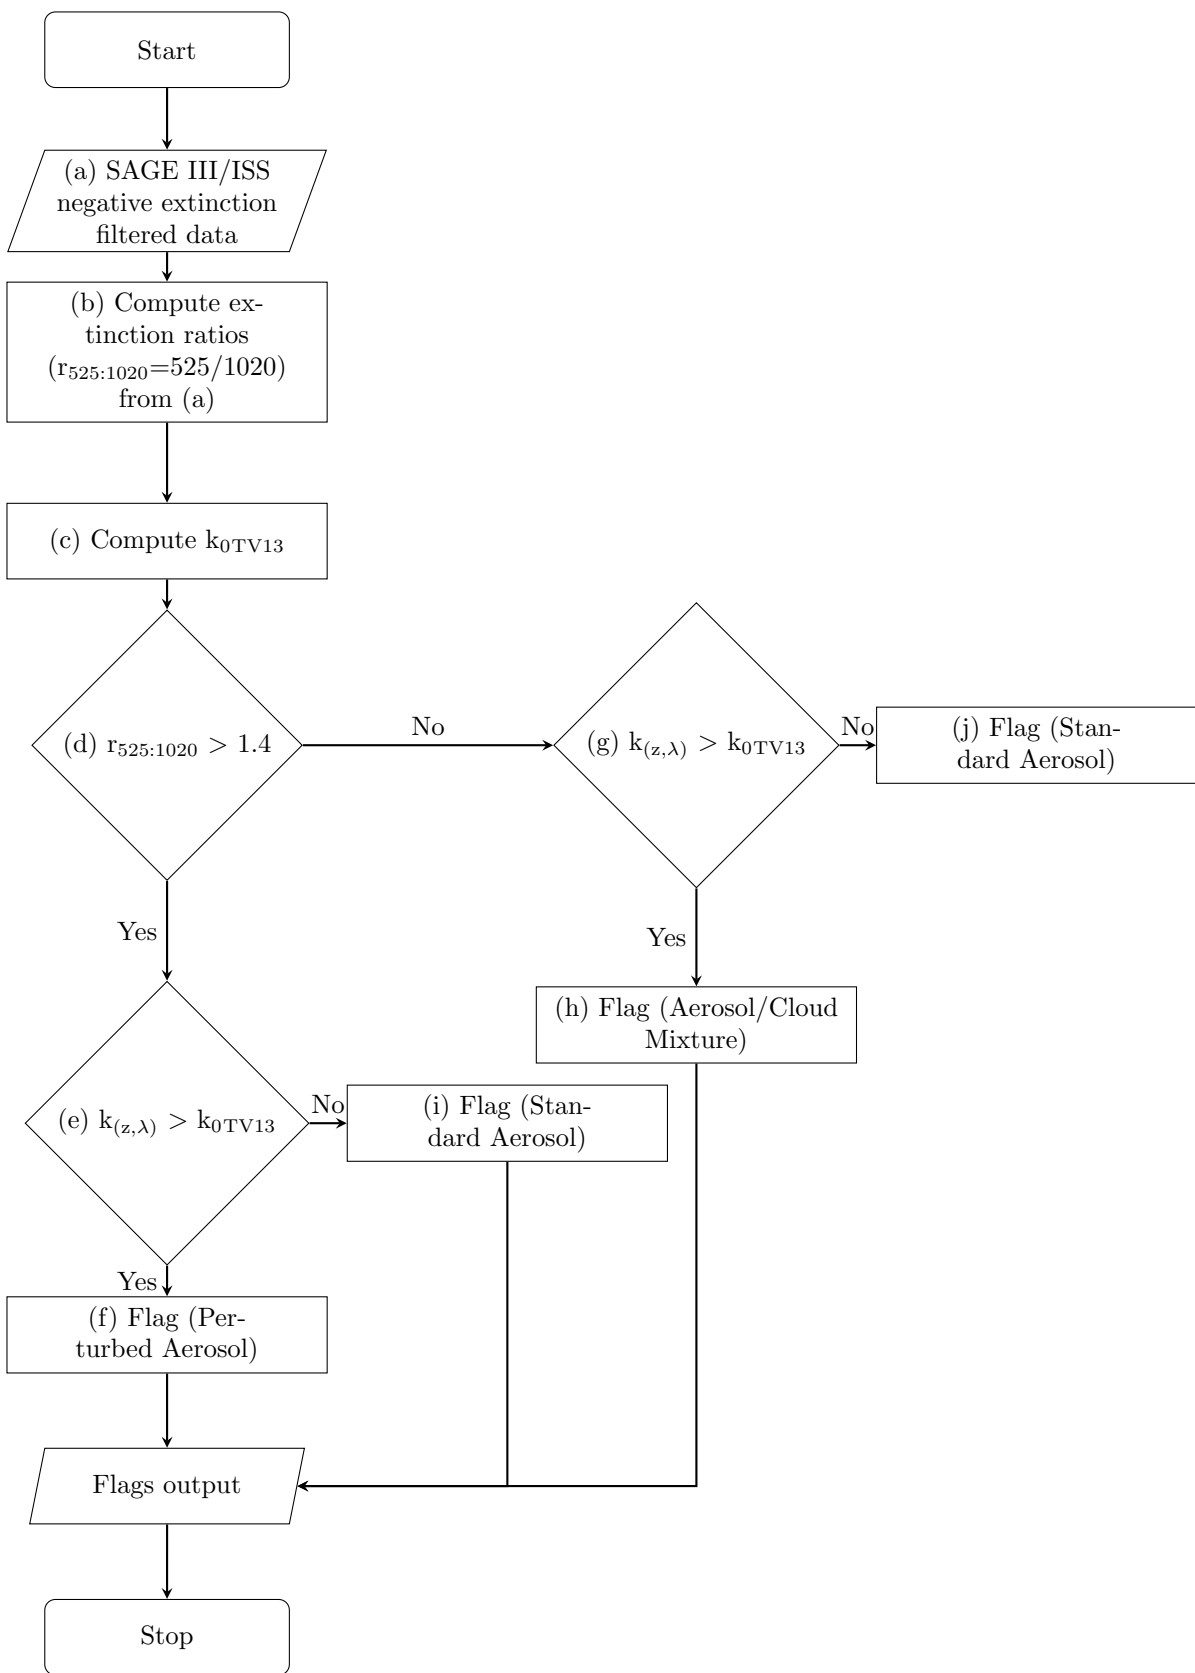 Start
(a) SAGE III/ISS
negative extinction
filtered data
(b) Compute ex-
tinction ratios
(r₅₂₅:₁₀₂₀=525/1020)
from (a)
(c) Compute k₀TV13
(d) r₅₂₅:₁₀₂₀ > 1.4
No
(g) k(z,λ) > k₀TV13
No
(j) Flag (Stan-
dard Aerosol)
Yes
Yes
(h) Flag (Aerosol/Cloud
Mixture)
(e) k(z,λ) > k₀TV13
No
(i) Flag (Stan-
dard Aerosol)
Yes
(f) Flag (Per-
turbed Aerosol)
Flags output
Stop